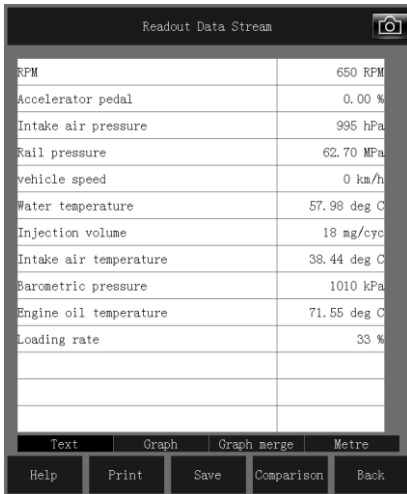 Readout Data Stream
RPM 650 RPM
Accelerator pedal 0.00 %
Intake air pressure 995 hPa
Rail pressure 62.70 MPa
vehicle speed 0 km/h
Water temperature 57.98 deg C
Injection volume 18 mg/cyc
Intake air temperature 38.44 deg C
Barometric pressure 1010 kPa
Engine oil temperature 71.55 deg C
Loading rate 33 %
Text Graph Graph merge Metre
Help Print Save Comparison Back